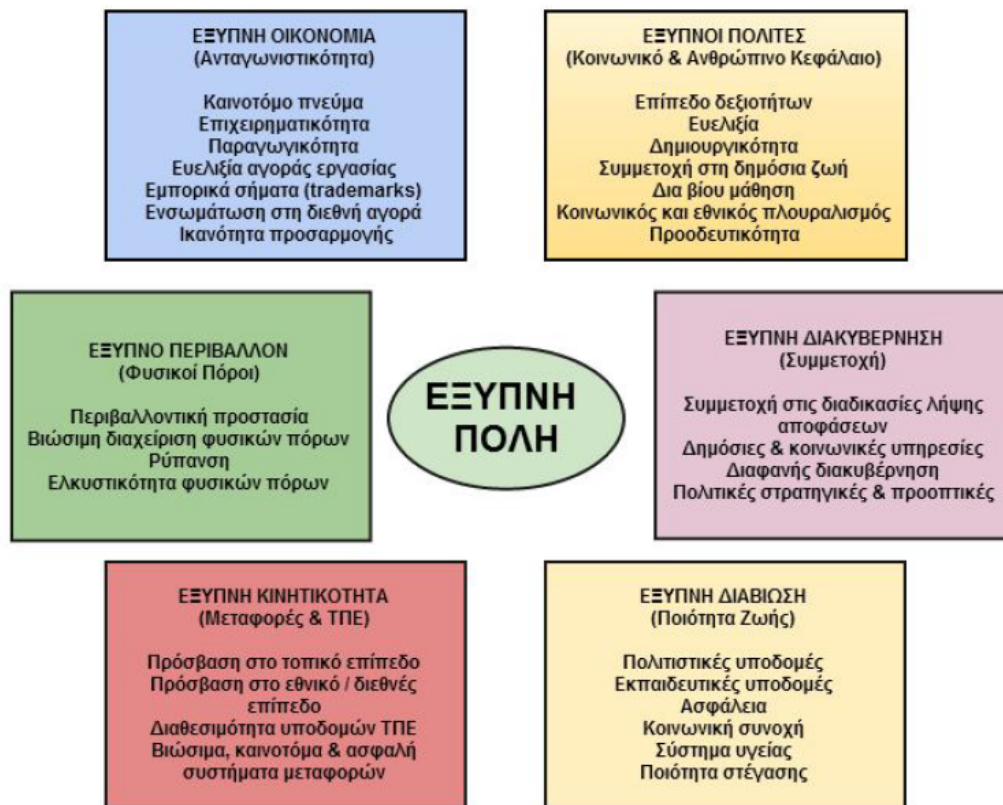 ΕΞΥΠΝΗ ΟΙΚΟΝΟΜΙΑ
(Ανταγωνιστικότητα)
Καινοτόμο πνεύμα
Επιχειρηματικότητα
Παραγωγικότητα
Ευελιξία αγοράς εργασίας
Εμπορικά σήματα (trademarks)
Ενσωμάτωση στη διεθνή αγορά
Ικανότητα προσαρμογής
ΕΞΥΠΝΟΙ ΠΟΛΙΤΕΣ
(Κοινωνικό & Ανθρώπινο Κεφάλαιο)
Επίπεδο δεξιοτήτων
Ευελιξία
Δημιουργικότητα
Συμμετοχή στη δημόσια ζωή
Δια βίου μάθηση
Κοινωνικός και εθνικός πλουραλισμός
Προοδευτικότητα
ΕΞΥΠΝΟ ΠΕΡΙΒΑΛΛΟΝ
(Φυσικοί Πόροι)
Περιβαλλοντική προστασία
Βιώσιμη διαχείριση φυσικών πόρων
Ρύπανση
Ελκυστικότητα φυσικών πόρων
ΕΞΥΠΝΗ
ΠΟΛΗ
ΕΞΥΠΝΗ ΔΙΑΚΥΒΕΡΝΗΣΗ
(Συμμετοχή)
Συμμετοχή στις διαδικασίες λήψης
αποφάσεων
Δημόσιες & κοινωνικές υπηρεσίες
Διαφανής διακυβέρνηση
Πολιτικές στρατηγικές & προοπτικές
ΕΞΥΠΝΗ ΚΙΝΗΤΙΚΟΤΗΤΑ
(Μεταφορές & ΤΠΕ)
Πρόσβαση στο τοπικό επίπεδο
Πρόσβαση στο εθνικό / διεθνές
επίπεδο
Διαθεσιμότητα υποδομών ΤΠΕ
Βιώσιμα, καινοτόμα & ασφαλή
συστήματα μεταφορών
ΕΞΥΠΝΗ ΔΙΑΒΙΩΣΗ
(Ποιότητα Ζωής)
Πολιτιστικές υποδομές
Εκπαιδευτικές υποδομές
Ασφάλεια
Κοινωνική συνοχή
Σύστημα υγείας
Ποιότητα στέγασης